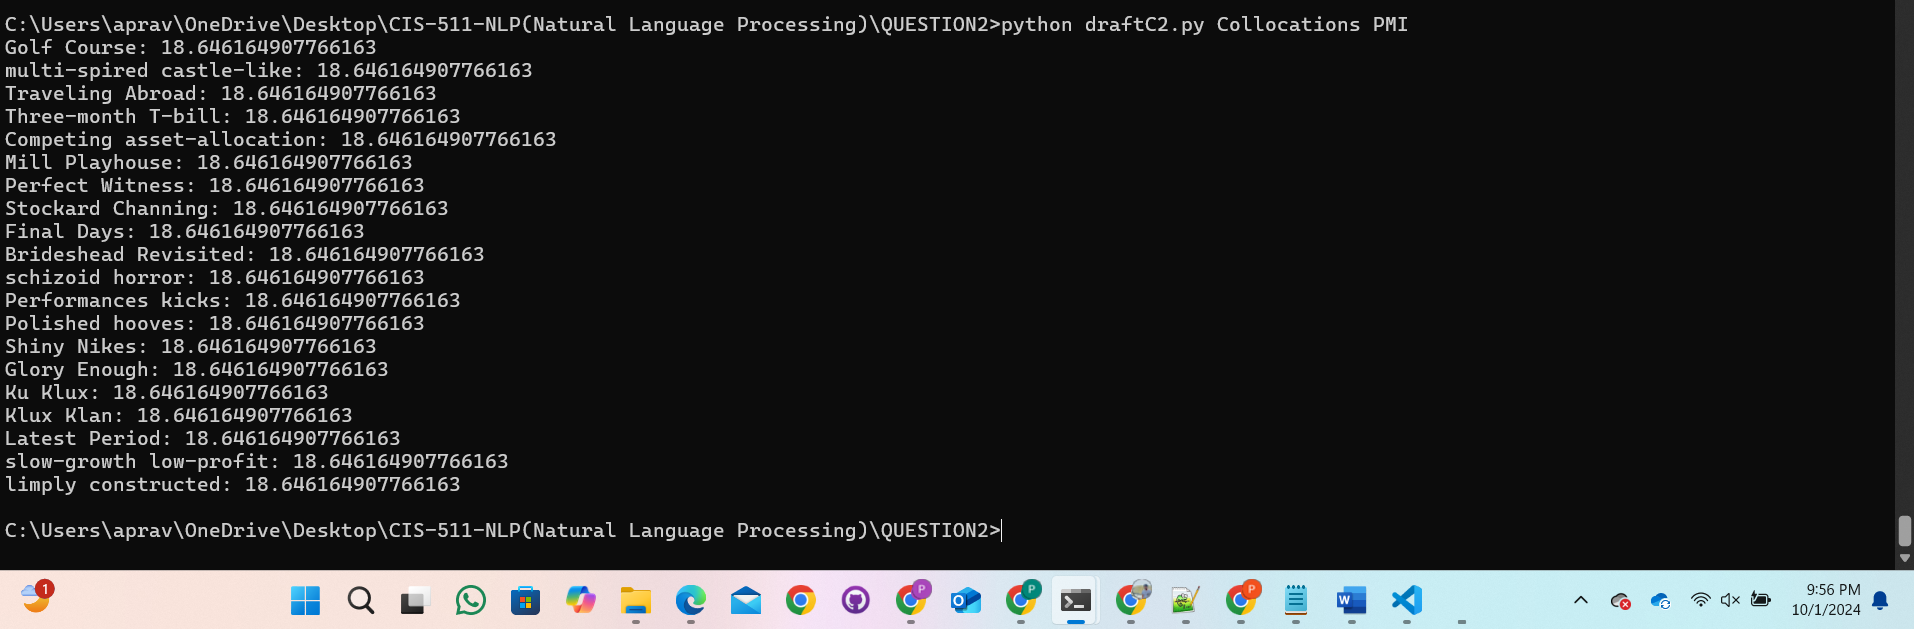 C:\Users\aprav\OneDrive\Desktop\CIS-511-NLP(Natural Language Processing)\QUESTION2>python draftC2.py Collocations PMI
Golf Course: 18.646164907766163
multi-spired castle-like: 18.646164907766163
Traveling Abroad: 18.646164907766163
Three-month T-bill: 18.646164907766163
Competing asset-allocation: 18.646164907766163
Mill Playhouse: 18.646164907766163
Perfect Witness: 18.646164907766163
Stockard Channing: 18.646164907766163
Final Days: 18.646164907766163
Brideshead Revisited: 18.646164907766163
schizoid horror: 18.646164907766163
Performances kicks: 18.646164907766163
Polished hooves: 18.646164907766163
Shiny Nikes: 18.646164907766163
Glory Enough: 18.646164907766163
Ku Klux: 18.646164907766163
Klux Klan: 18.646164907766163
Latest Period: 18.646164907766163
slow-growth low-profit: 18.646164907766163
limply constructed: 18.646164907766163
C:\Users\aprav\OneDrive\Desktop\CIS-511-NLP(Natural Language Processing)\QUESTION2>
1
P
P
P
9:56 PM
10/1/2024